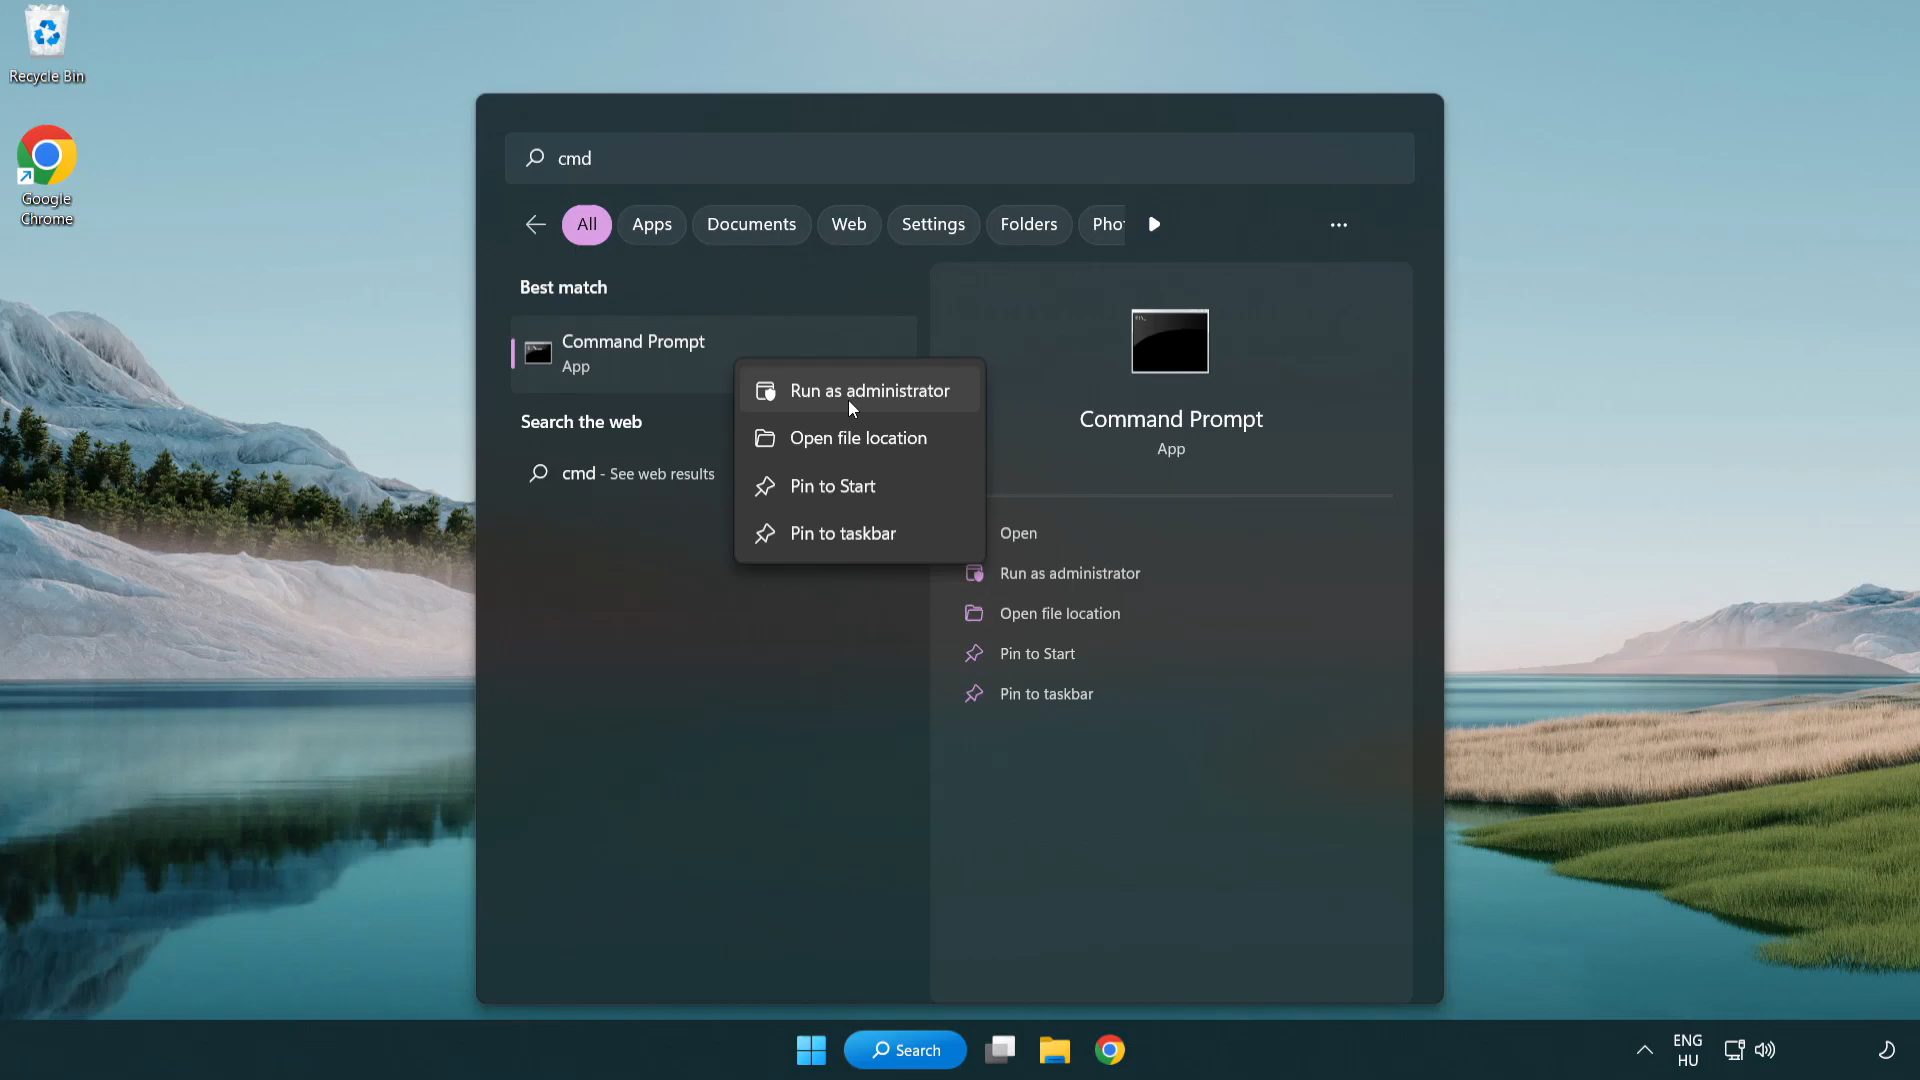 Recycle Bin
Google
Chrome
cmd
All
Apps
Documents
Web
Settings
Folders
Pho
Best match
Command Prompt
App
Search the web
cmd - See web results
Run as administrator
Open file location
Pin to Start
Pin to taskbar
Command Prompt
App
Open
Run as administrator
Open file location
Pin to Start
Pin to taskbar
Search
ENG
HU